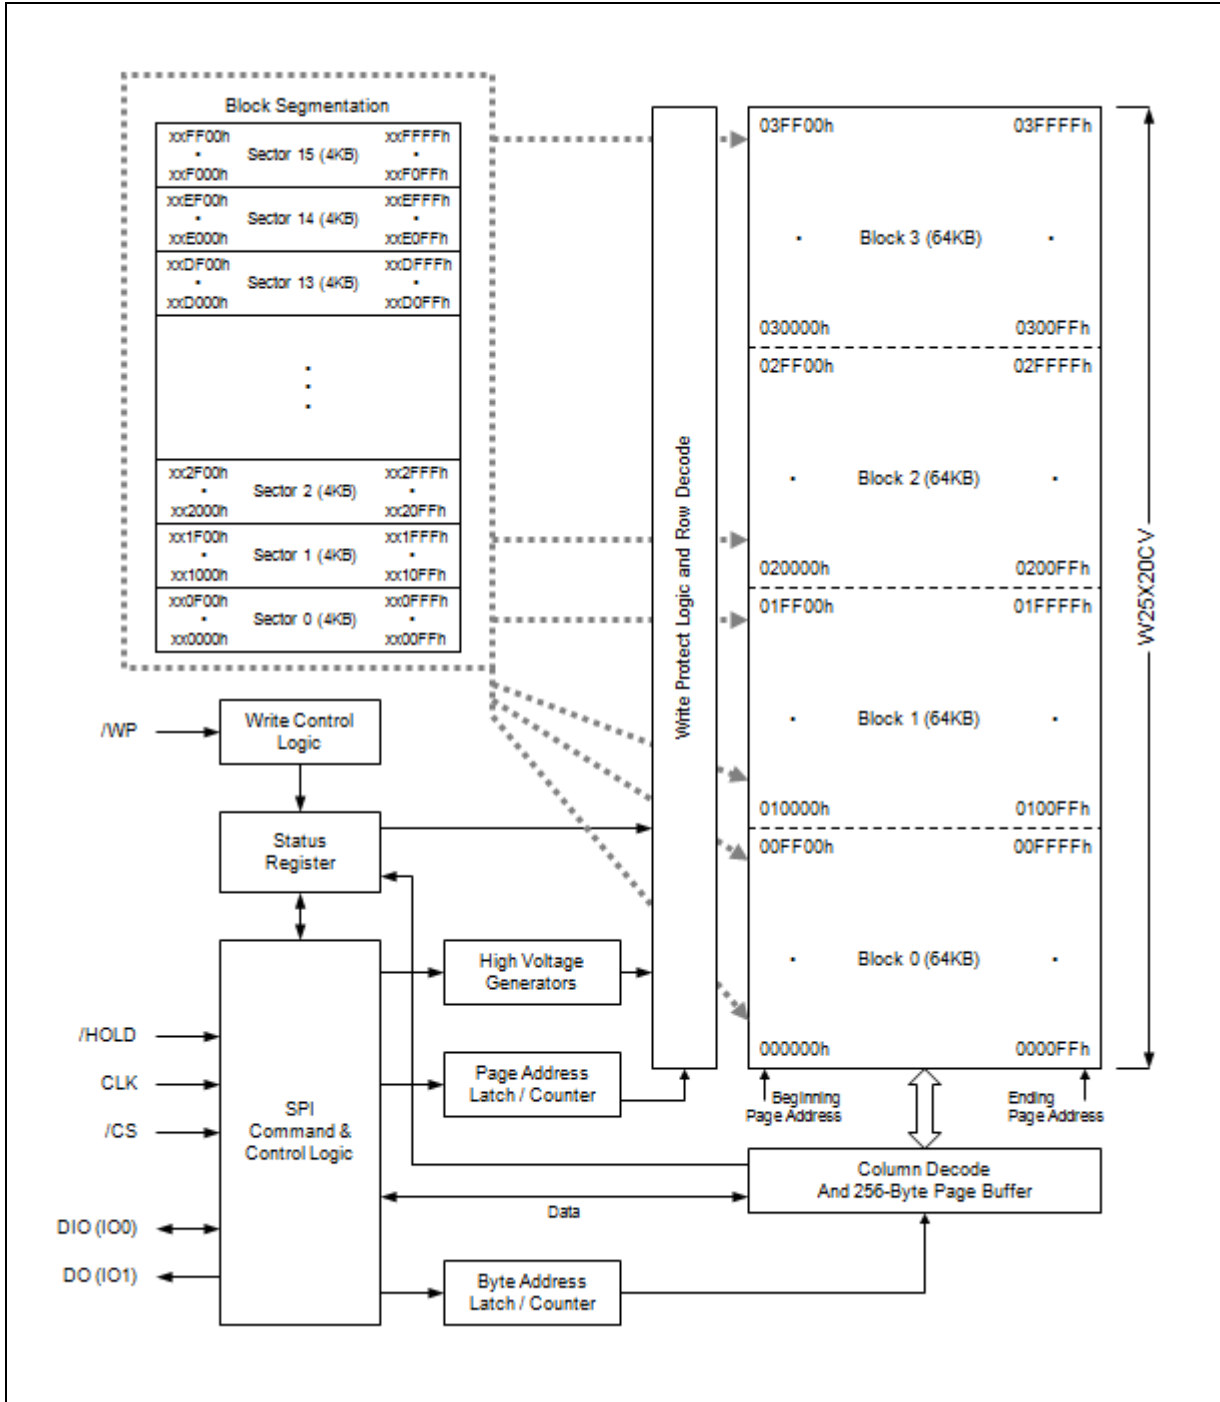 Block Segmentation
xxFF00h xxFFFFh
Sector 15 (4KB)
xxF000h xxF0FFh
xxEF00h xxEFFFh
Sector 14 (4KB)
xxE000h xxE0FFh
xxDF00h xxDFFFh
Sector 13 (4KB)
xxD000h xxD0FFh
xx2F00h xx2FFFh
Sector 2 (4KB)
xx2000h xx20FFh
xx1F00h xx1FFFh
Sector 1 (4KB)
xx1000h xx10FFh
xx0F00h xx0FFFh
Sector 0 (4KB)
xx0000h xx00FFh
Write Protect Logic and Row Decode
03FF00h 03FFFFh
Block 3 (64KB)
030000h 0300FFh
02FF00h 02FFFFh
Block 2 (64KB)
020000h 0200FFh
01FF00h 01FFFFh
Block 1 (64KB)
010000h 0100FFh
00FF00h 00FFFFh
Block 0 (64KB)
000000h 0000FFh
W25X20CV
Beginning
Page Address
Ending
Page Address
/WP
Write Control
Logic
Status
Register
High Voltage
Generators
/HOLD
CLK
/CS
DIO (IO0)
DO (IO1)
SPI
Command &
Control Logic
Page Address
Latch / Counter
Column Decode
And 256-Byte Page Buffer
Data
Byte Address
Latch / Counter